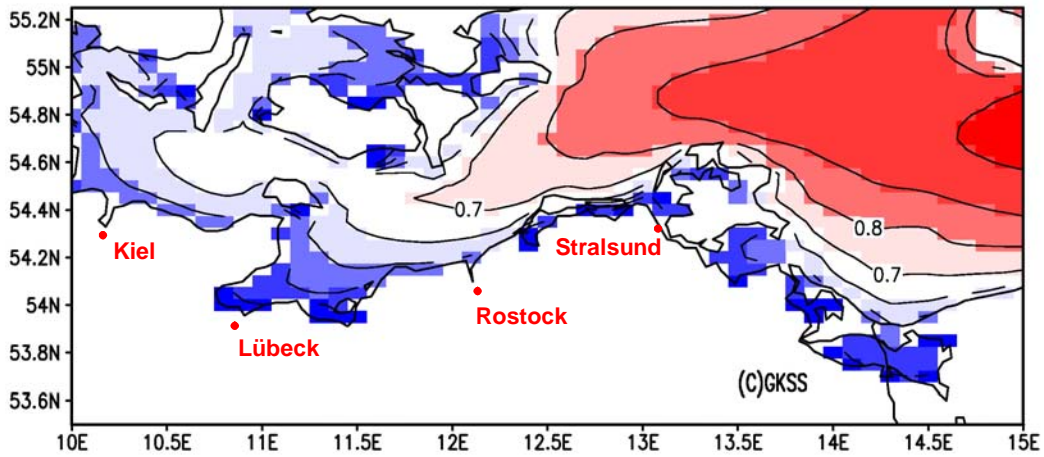 55.2N
55N
54.8N
54.6N
54.4N
54.2N
54N
53.8N
53.6N
0.7
0.8
0.7
Kiel
Stralsund
Rostock
Lübeck
(C)GKSS
10E 10.5E 11E 11.5E 12E 12.5E 13E 13.5E 14E 14.5E 15E